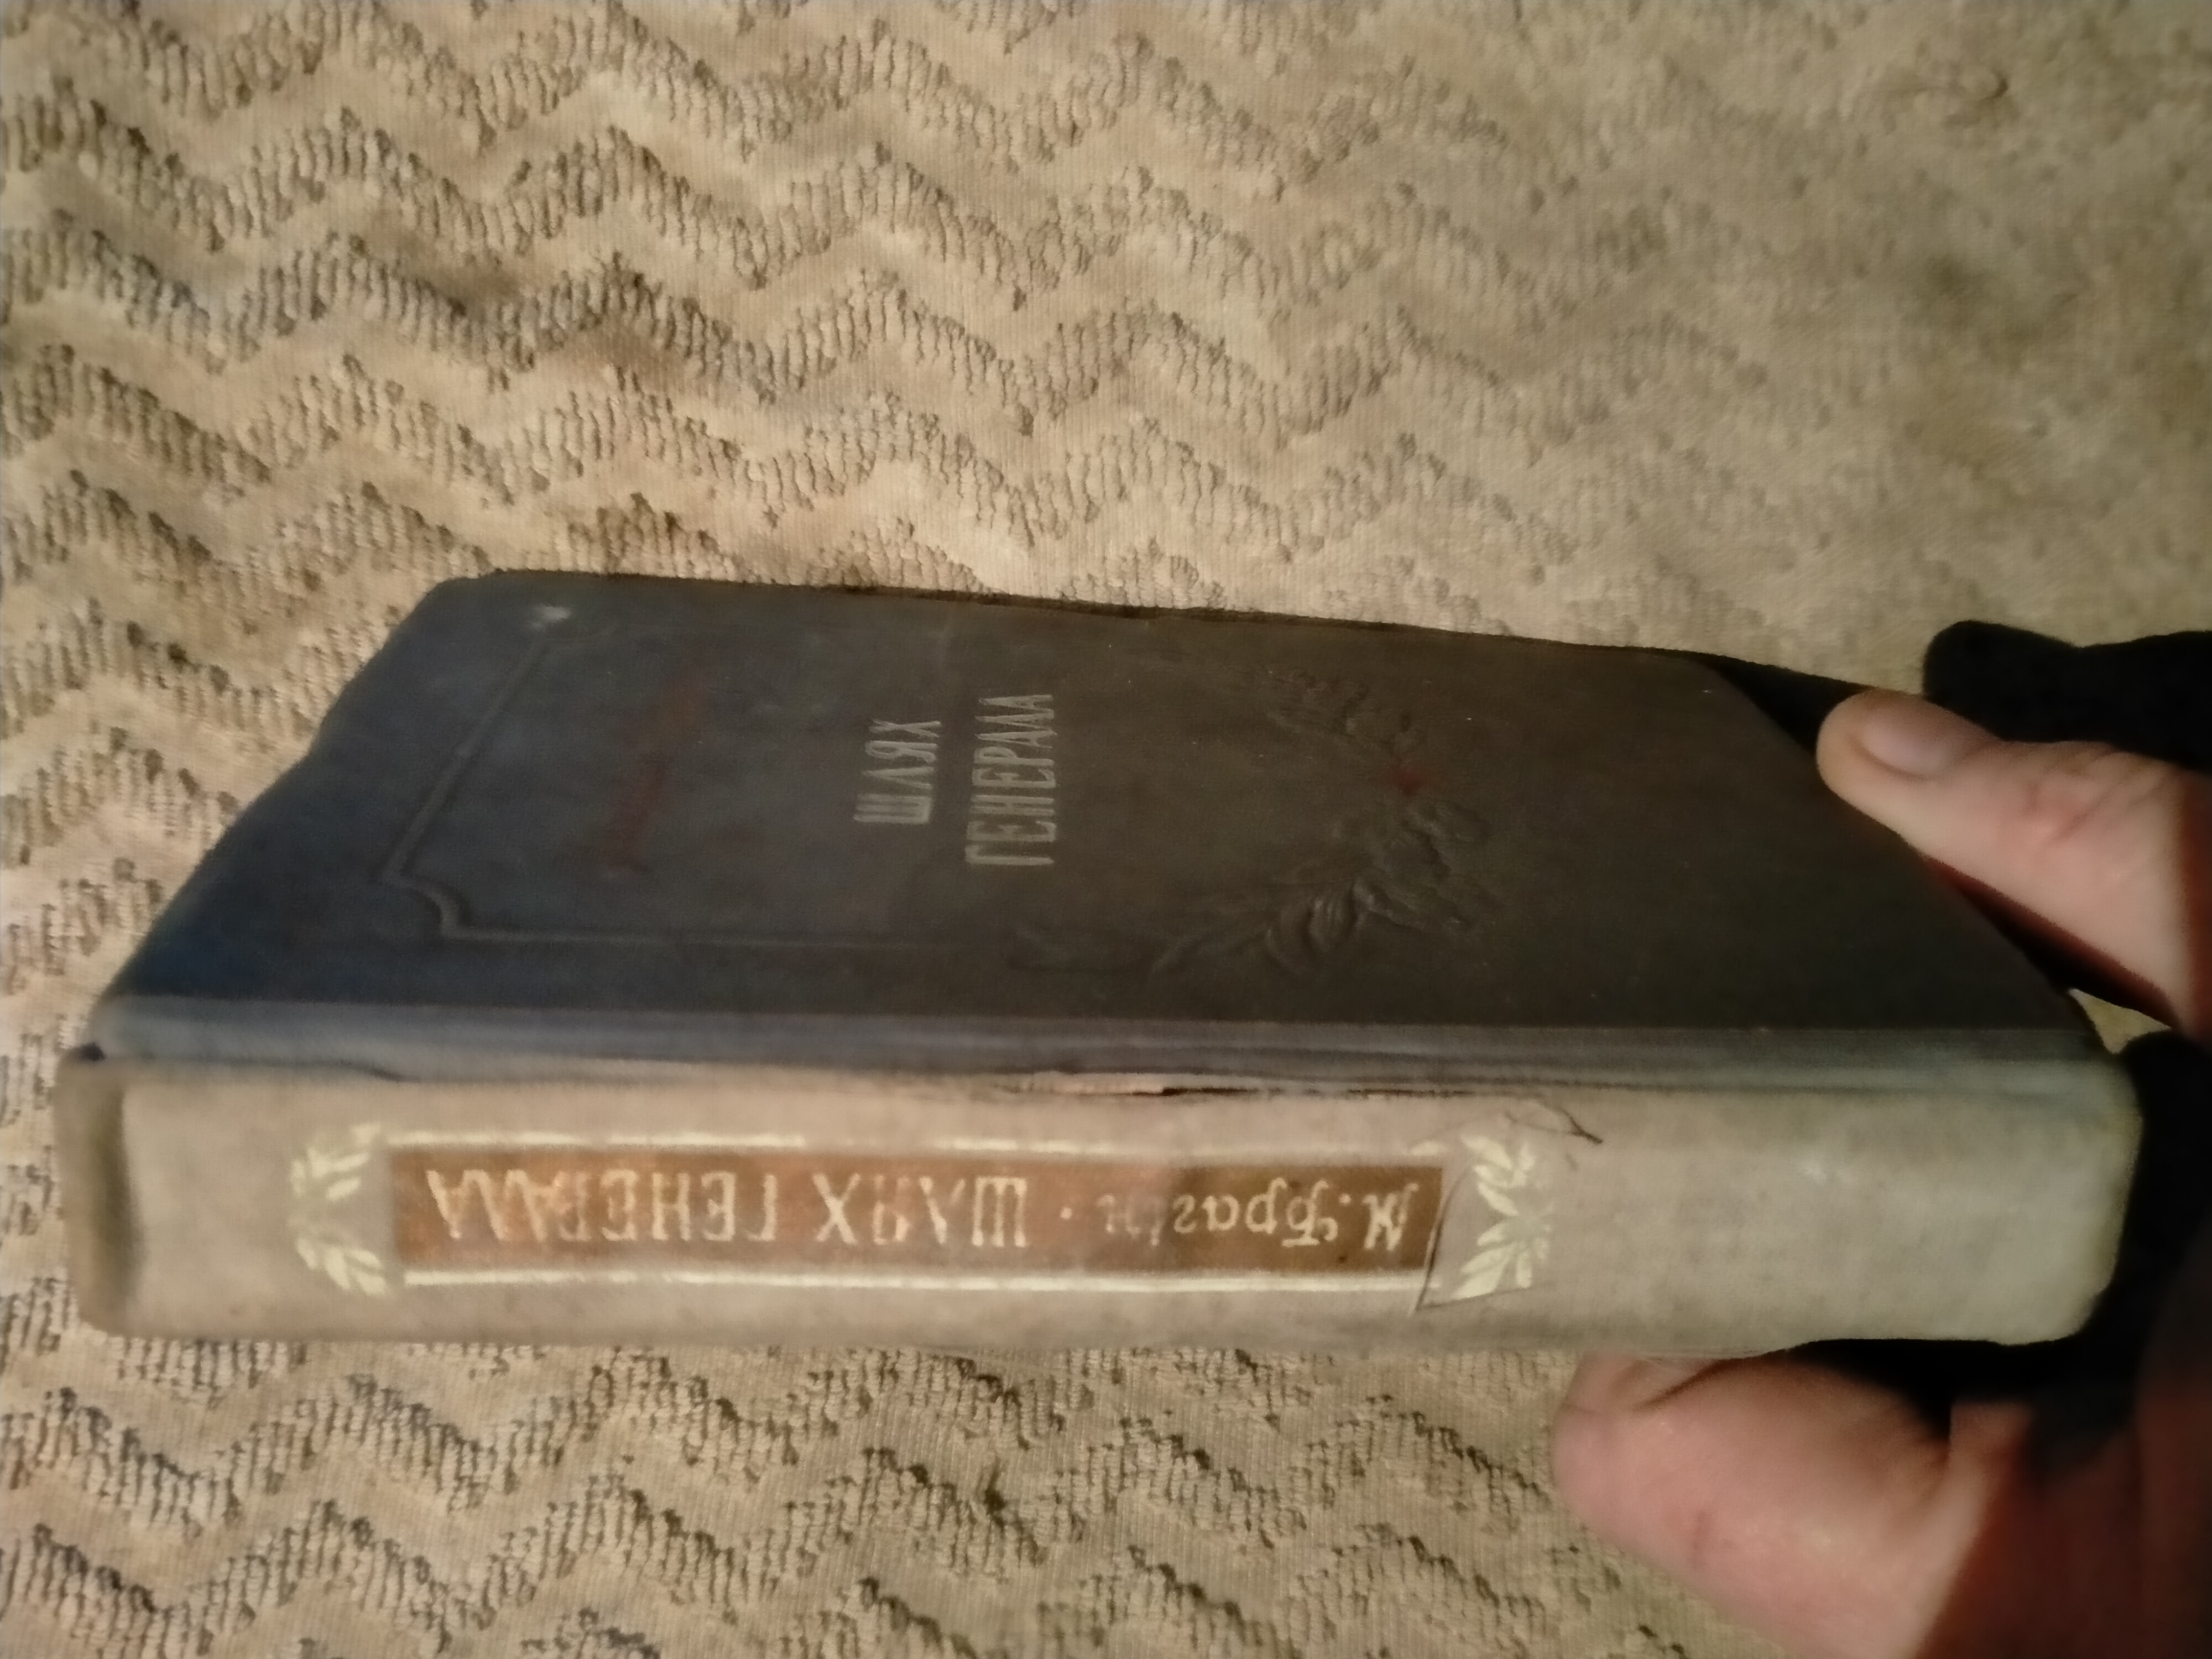 ШЛЯХ
ГЕНЕРАЛА
М. Брагін · ШЛЯХ ГЕНЕРАЛА